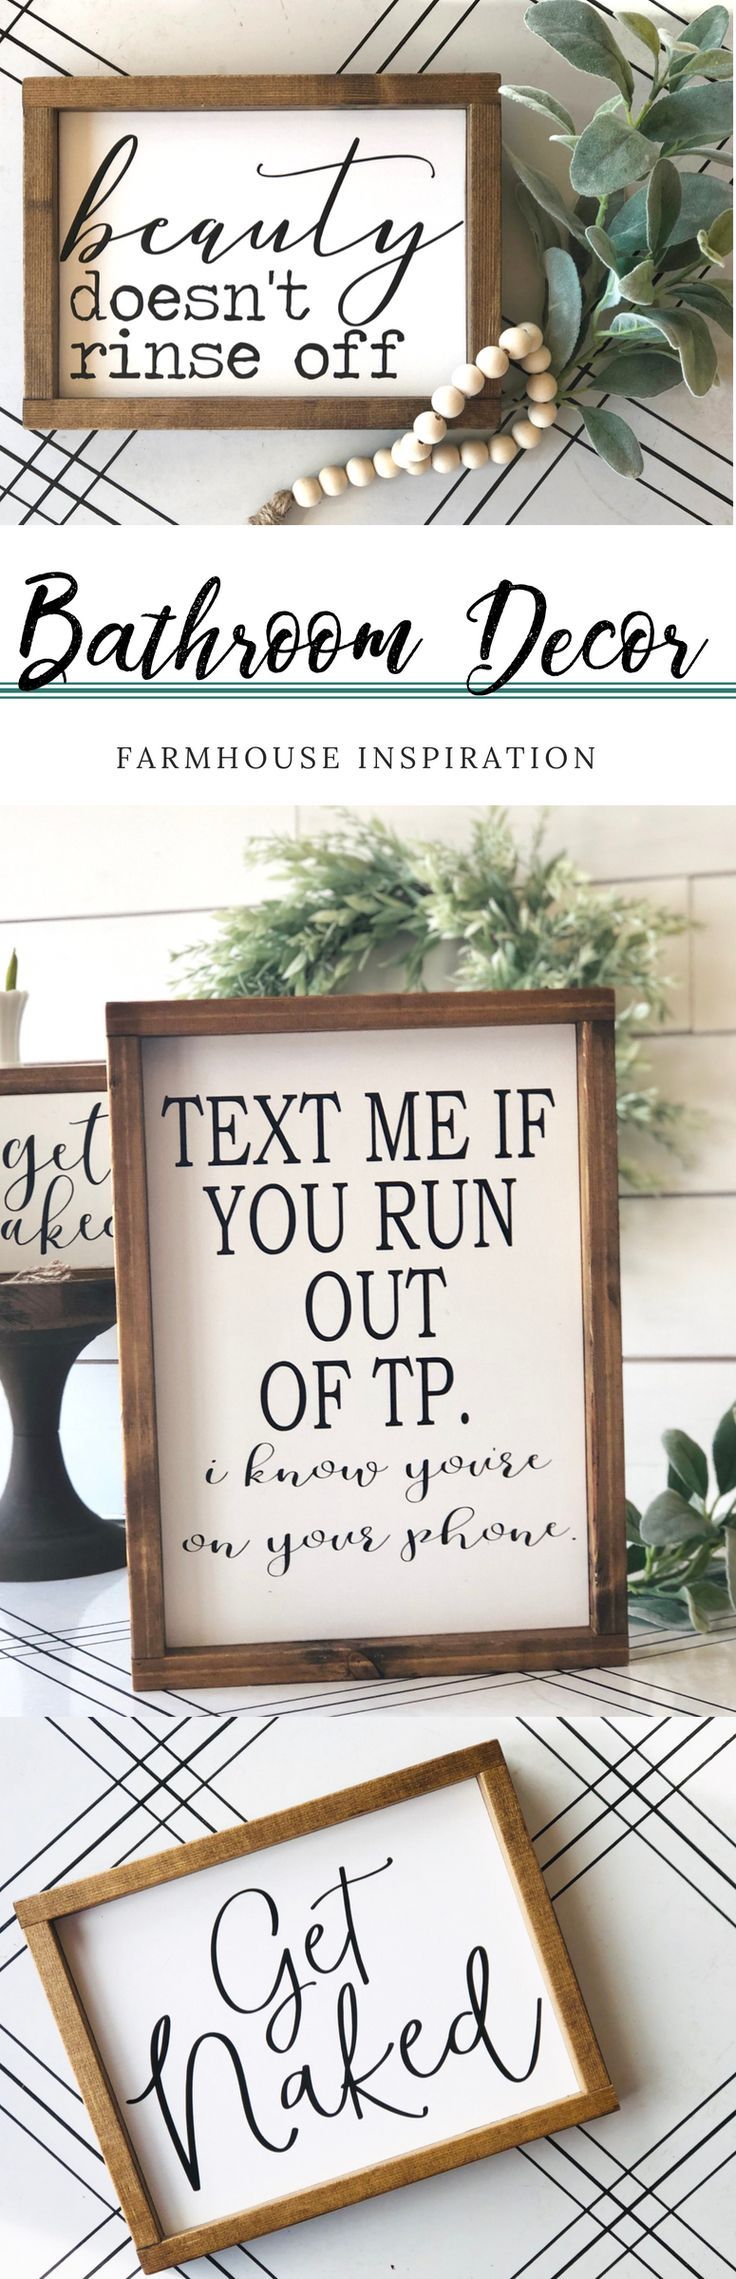 beauty
doesn't
rinse off
Bathroom Decor
FARMHOUSE INSPIRATION
get
TEXT ME IF
YOU RUN
OUT
OF TP.
i know you're
on your phone.
Get
Naked